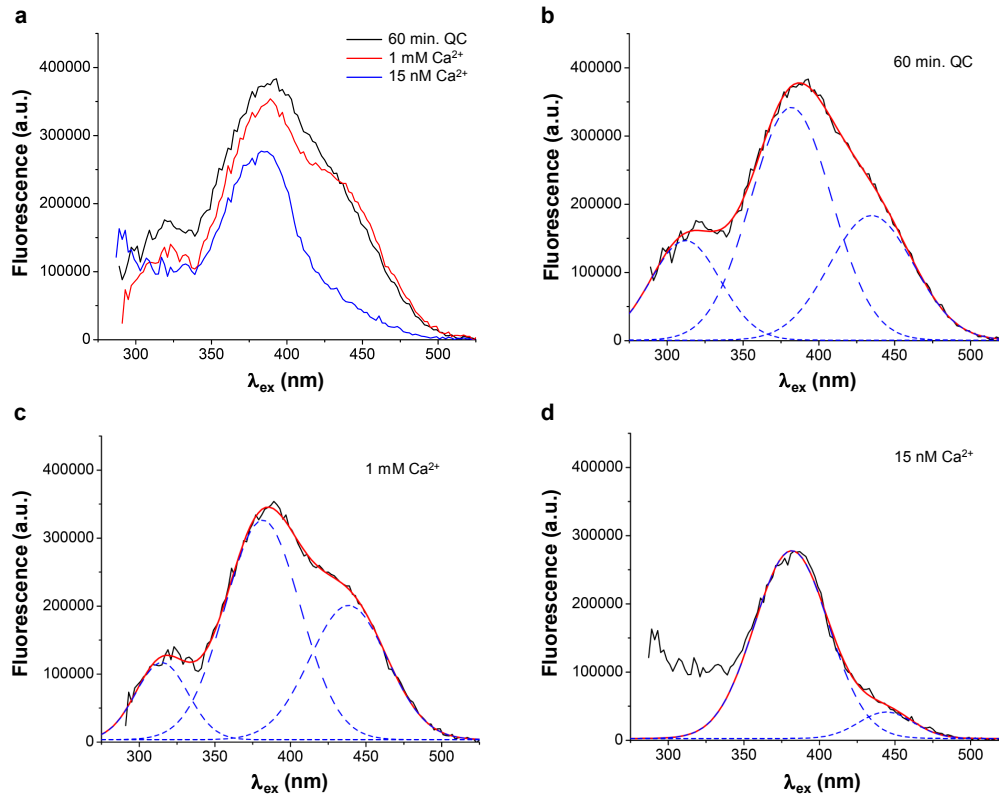 a
60 min. QC
1 mM Ca²⁺
15 nM Ca²⁺
Fluorescence (a.u.)
400000
300000
200000
100000
0
300 350 400 450 500
λex (nm)
b
60 min. QC
Fluorescence (a.u.)
400000
300000
200000
100000
0
300 350 400 450 500
λex (nm)
c
1 mM Ca²⁺
Fluorescence (a.u.)
400000
300000
200000
100000
0
300 350 400 450 500
λex (nm)
d
15 nM Ca²⁺
Fluorescence (a.u.)
400000
300000
200000
100000
0
300 350 400 450 500
λex (nm)